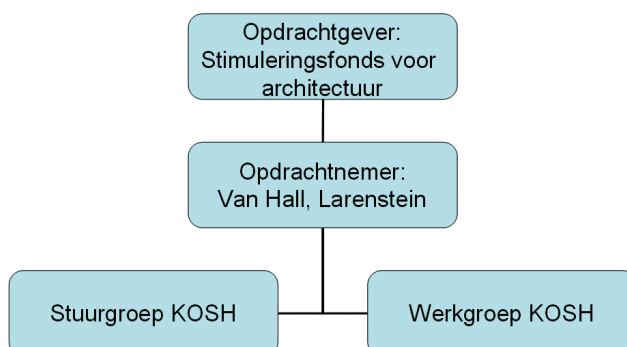 Opdrachtgever:
Stimuleringsfonds voor
architectuur
Opdrachtnemer:
Van Hall, Larenstein
Stuurgroep KOSH
Werkgroep KOSH